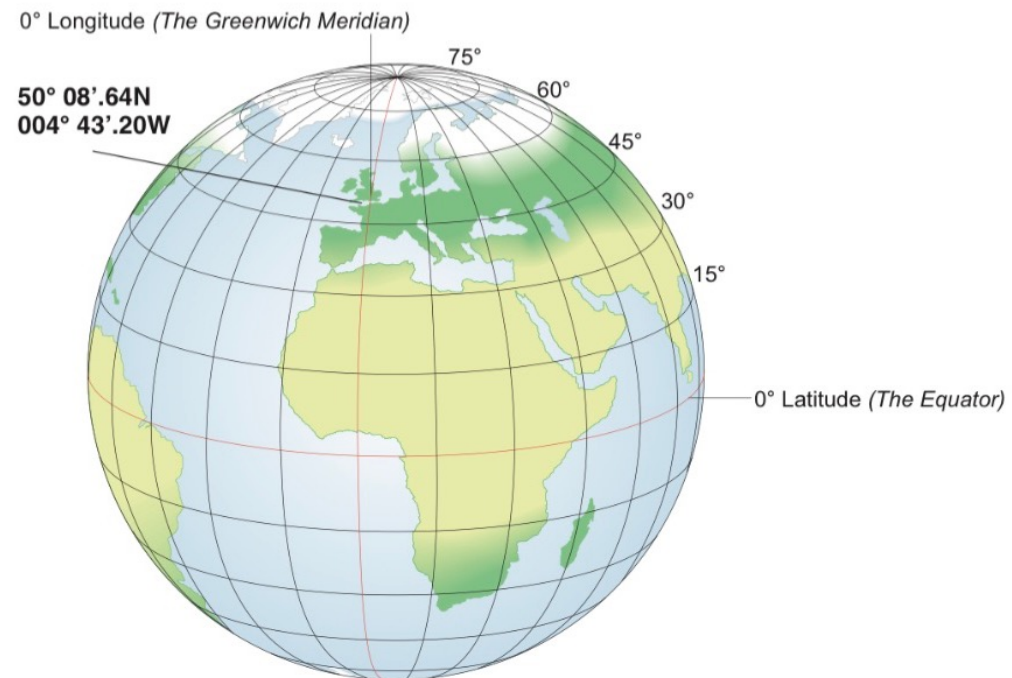 0° Longitude (The Greenwich Meridian)
75°
50° 08’.64N
60°
004° 43’.20W
45°
30°
15°
0° Latitude (The Equator)